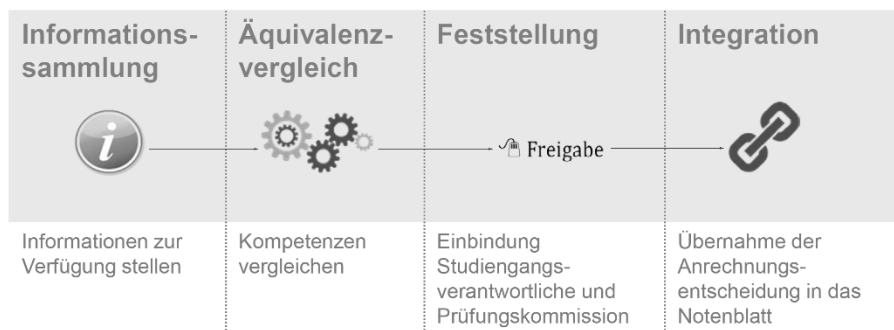 Informations-
sammlung
Äquivalenz-
vergleich
Feststellung
Integration
i
Freigabe
Informationen zur
Verfügung stellen
Kompetenzen
vergleichen
Einbindung
Studiengangs-
verantwortliche und
Prüfungskommission
Übernahme der
Anrechnungs-
entscheidung in das
Notenblatt